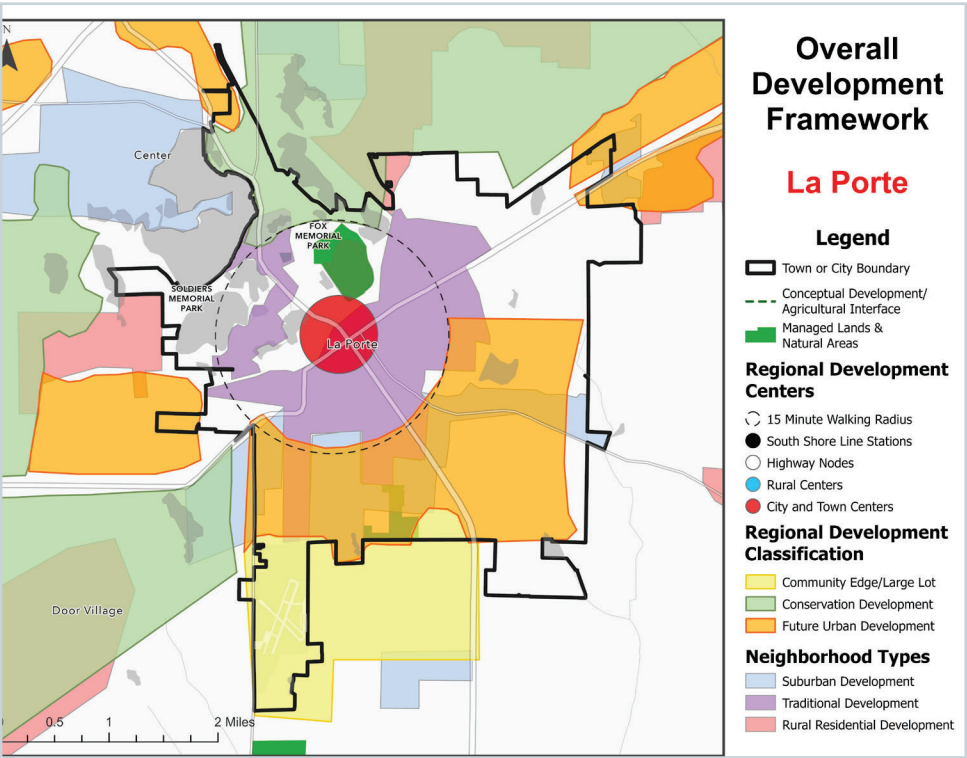 N
Center
FOX
MEMORIAL
PARK
SOLDIERS
MEMORIAL
PARK
La Porte
Door Village
0.5 1 2 Miles
Overall
Development
Framework
La Porte
Legend
Town or City Boundary
Conceptual Development/
Agricultural Interface
Managed Lands &
Natural Areas
Regional Development
Centers
15 Minute Walking Radius
South Shore Line Stations
Highway Nodes
Rural Centers
City and Town Centers
Regional Development
Classification
Community Edge/Large Lot
Conservation Development
Future Urban Development
Neighborhood Types
Suburban Development
Traditional Development
Rural Residential Development